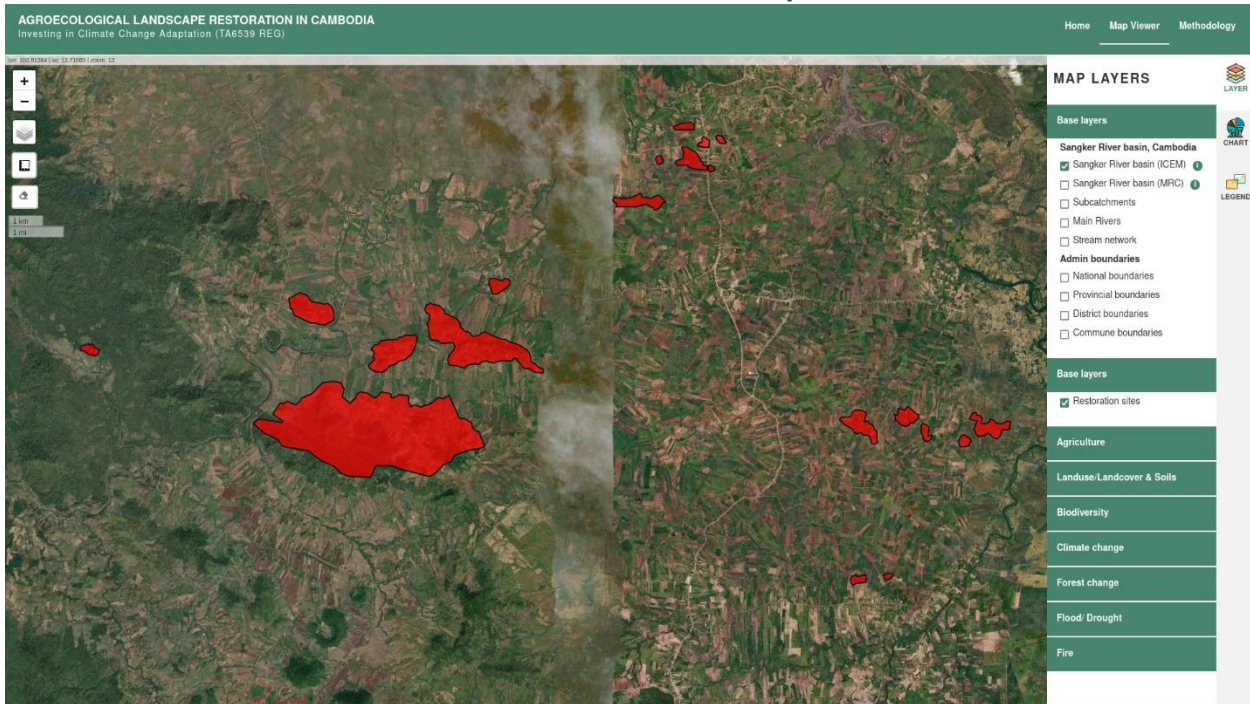 AGROECOLOGICAL LANDSCAPE RESTORATION IN CAMBODIA
Investing in Climate Change Adaptation (TA6539 REG)
Home
Map Viewer
Methodology
+
−
1 km
1 mi
MAP LAYERS
LAYER
CHART
LEGEND
Base layers
Sangker River basin, Cambodia
Sangker River basin (ICEM)
Sangker River basin (MRC)
Subcatchments
Main Rivers
Stream network
Admin boundaries
National boundaries
Provincial boundaries
District boundaries
Commune boundaries
Base layers
Restoration sites
Agriculture
Landuse/Landcover & Soils
Biodiversity
Climate change
Forest change
Flood/ Drought
Fire